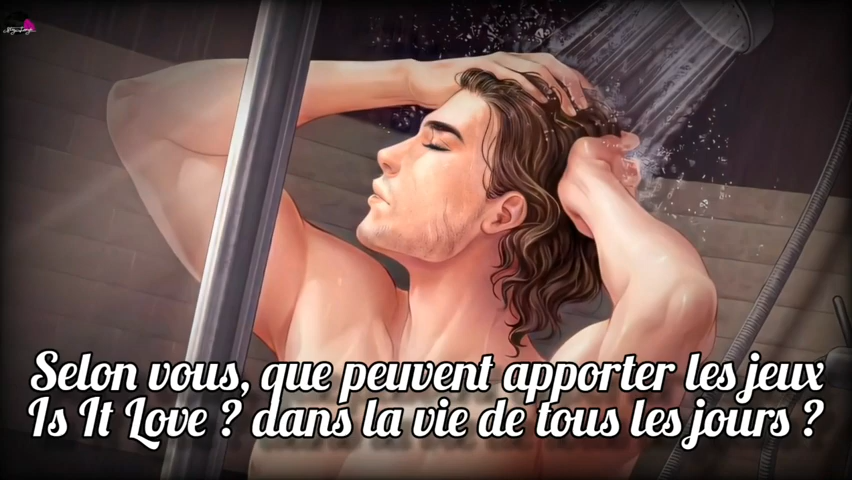 Selon vous, que peuvent apporter les jeux
Is It Love ? dans la vie de tous les jours ?